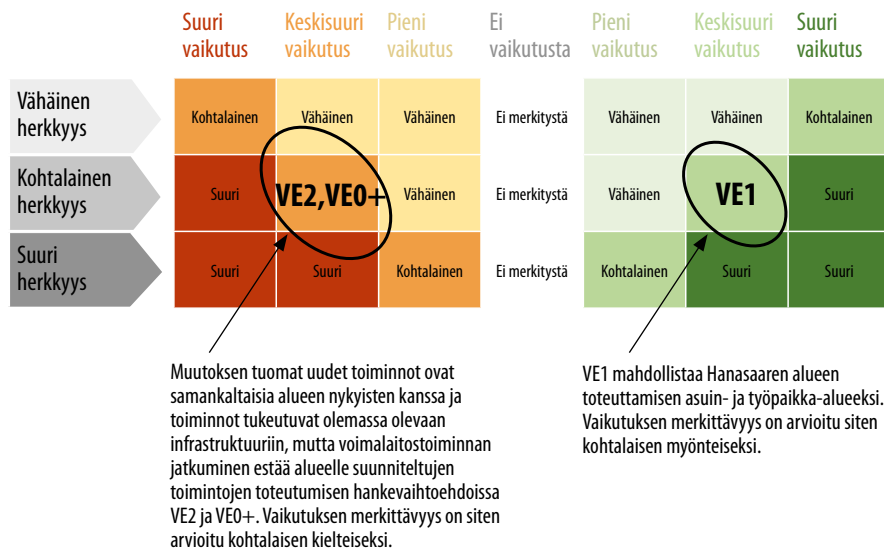 Suuri vaikutus
Keskisuuri vaikutus
Pieni vaikutus
Ei vaikutusta
Pieni vaikutus
Keskisuuri vaikutus
Suuri vaikutus
Vähäinen herkkyys
Kohtalainen
Vähäinen
Vähäinen
Ei merkitystä
Vähäinen
Vähäinen
Kohtalainen
Kohtalainen herkkyys
Suuri
VE2,VE0+
Vähäinen
Ei merkitystä
Vähäinen
VE1
Suuri
Suuri herkkyys
Suuri
Suuri
Kohtalainen
Ei merkitystä
Kohtalainen
Suuri
Suuri
Muutoksen tuomat uudet toiminnot ovat
samankaltaisia alueen nykyisten kanssa ja
toiminnot tukeutuvat olemassa olevaan
infrastruktuuriin, mutta voimalaitostoiminnan
jatkuminen estää alueelle suunniteltujen
toimintojen toteutumisen hankevaihtoehdoissa
VE2 ja VE0+. Vaikutuksen merkittävyys on siten
arvioitu kohtalaisen kielteiseksi.
VE1 mahdollistaa Hanasaaren alueen
toteuttamisen asuin- ja työpaikka-alueeksi.
Vaikutuksen merkittävyys on arvioitu siten
kohtalaisen myönteiseksi.